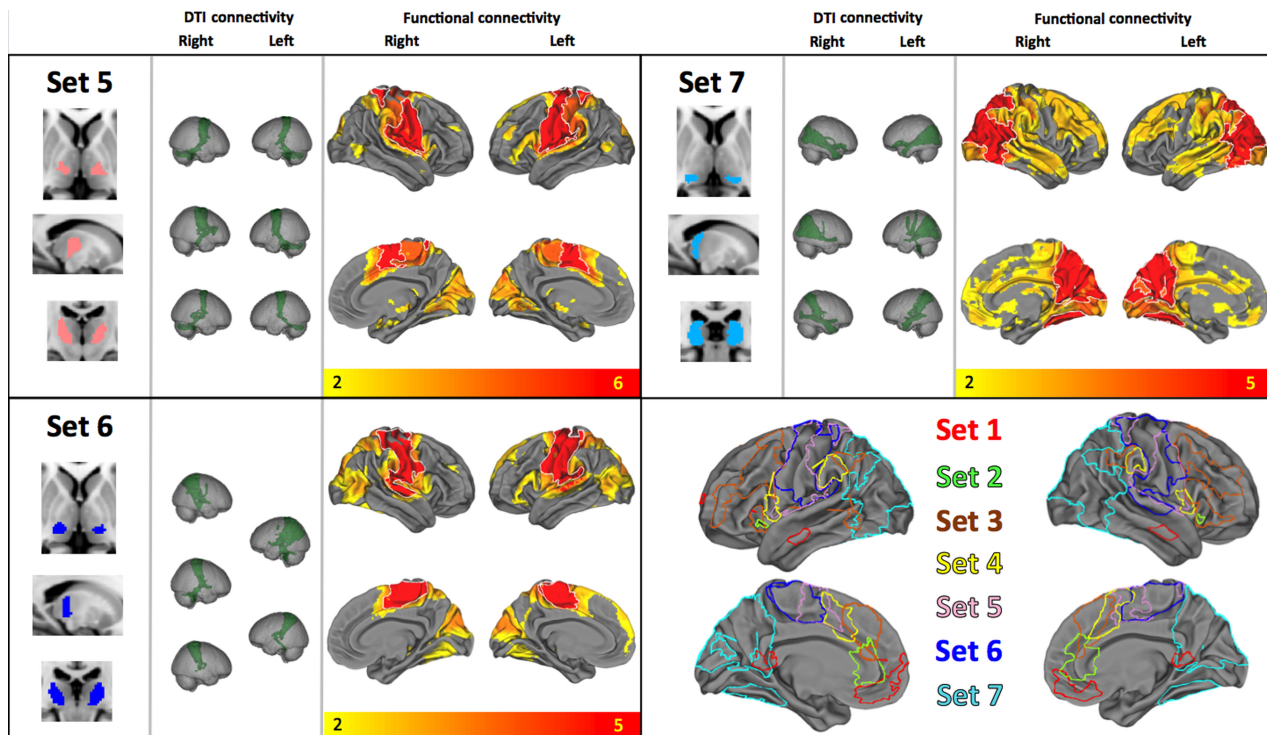 DTI connectivity
Functional connectivity
DTI connectivity
Functional connectivity
Right
Left
Right
Left
Right
Left
Right
Left
Set 5
2
6
Set 7
2
5
Set 6
2
5
Set 1
Set 2
Set 3
Set 4
Set 5
Set 6
Set 7